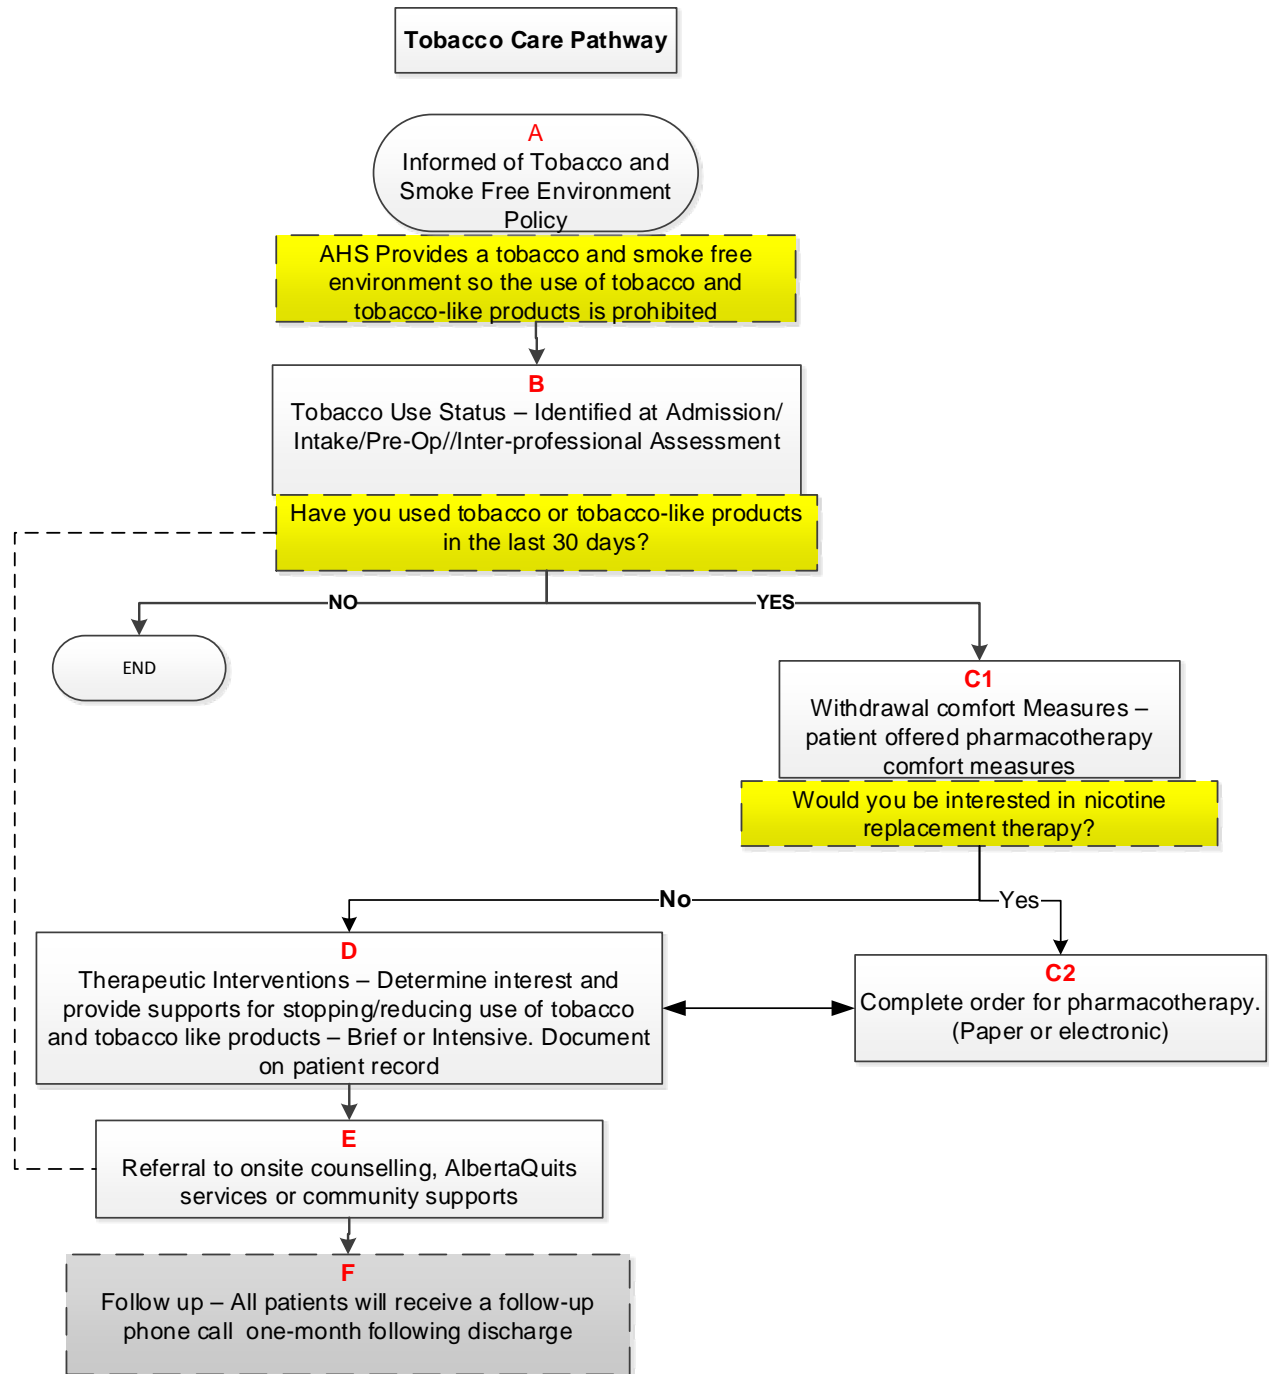 Tobacco Care Pathway
A
Informed of Tobacco and
Smoke Free Environment
Policy
AHS Provides a tobacco and smoke free
environment so the use of tobacco and
tobacco-like products is prohibited
B
Tobacco Use Status – Identified at Admission/
Intake/Pre-Op//Inter-professional Assessment
Have you used tobacco or tobacco-like products
in the last 30 days?
NO
YES
END
C1
Withdrawal comfort Measures –
patient offered pharmacotherapy
comfort measures
Would you be interested in nicotine
replacement therapy?
No
Yes
D
Therapeutic Interventions – Determine interest and
provide supports for stopping/reducing use of tobacco
and tobacco like products – Brief or Intensive. Document
on patient record
C2
Complete order for pharmacotherapy.
(Paper or electronic)
E
Referral to onsite counselling, AlbertaQuits
services or community supports
F
Follow up – All patients will receive a follow-up
phone call  one-month following discharge